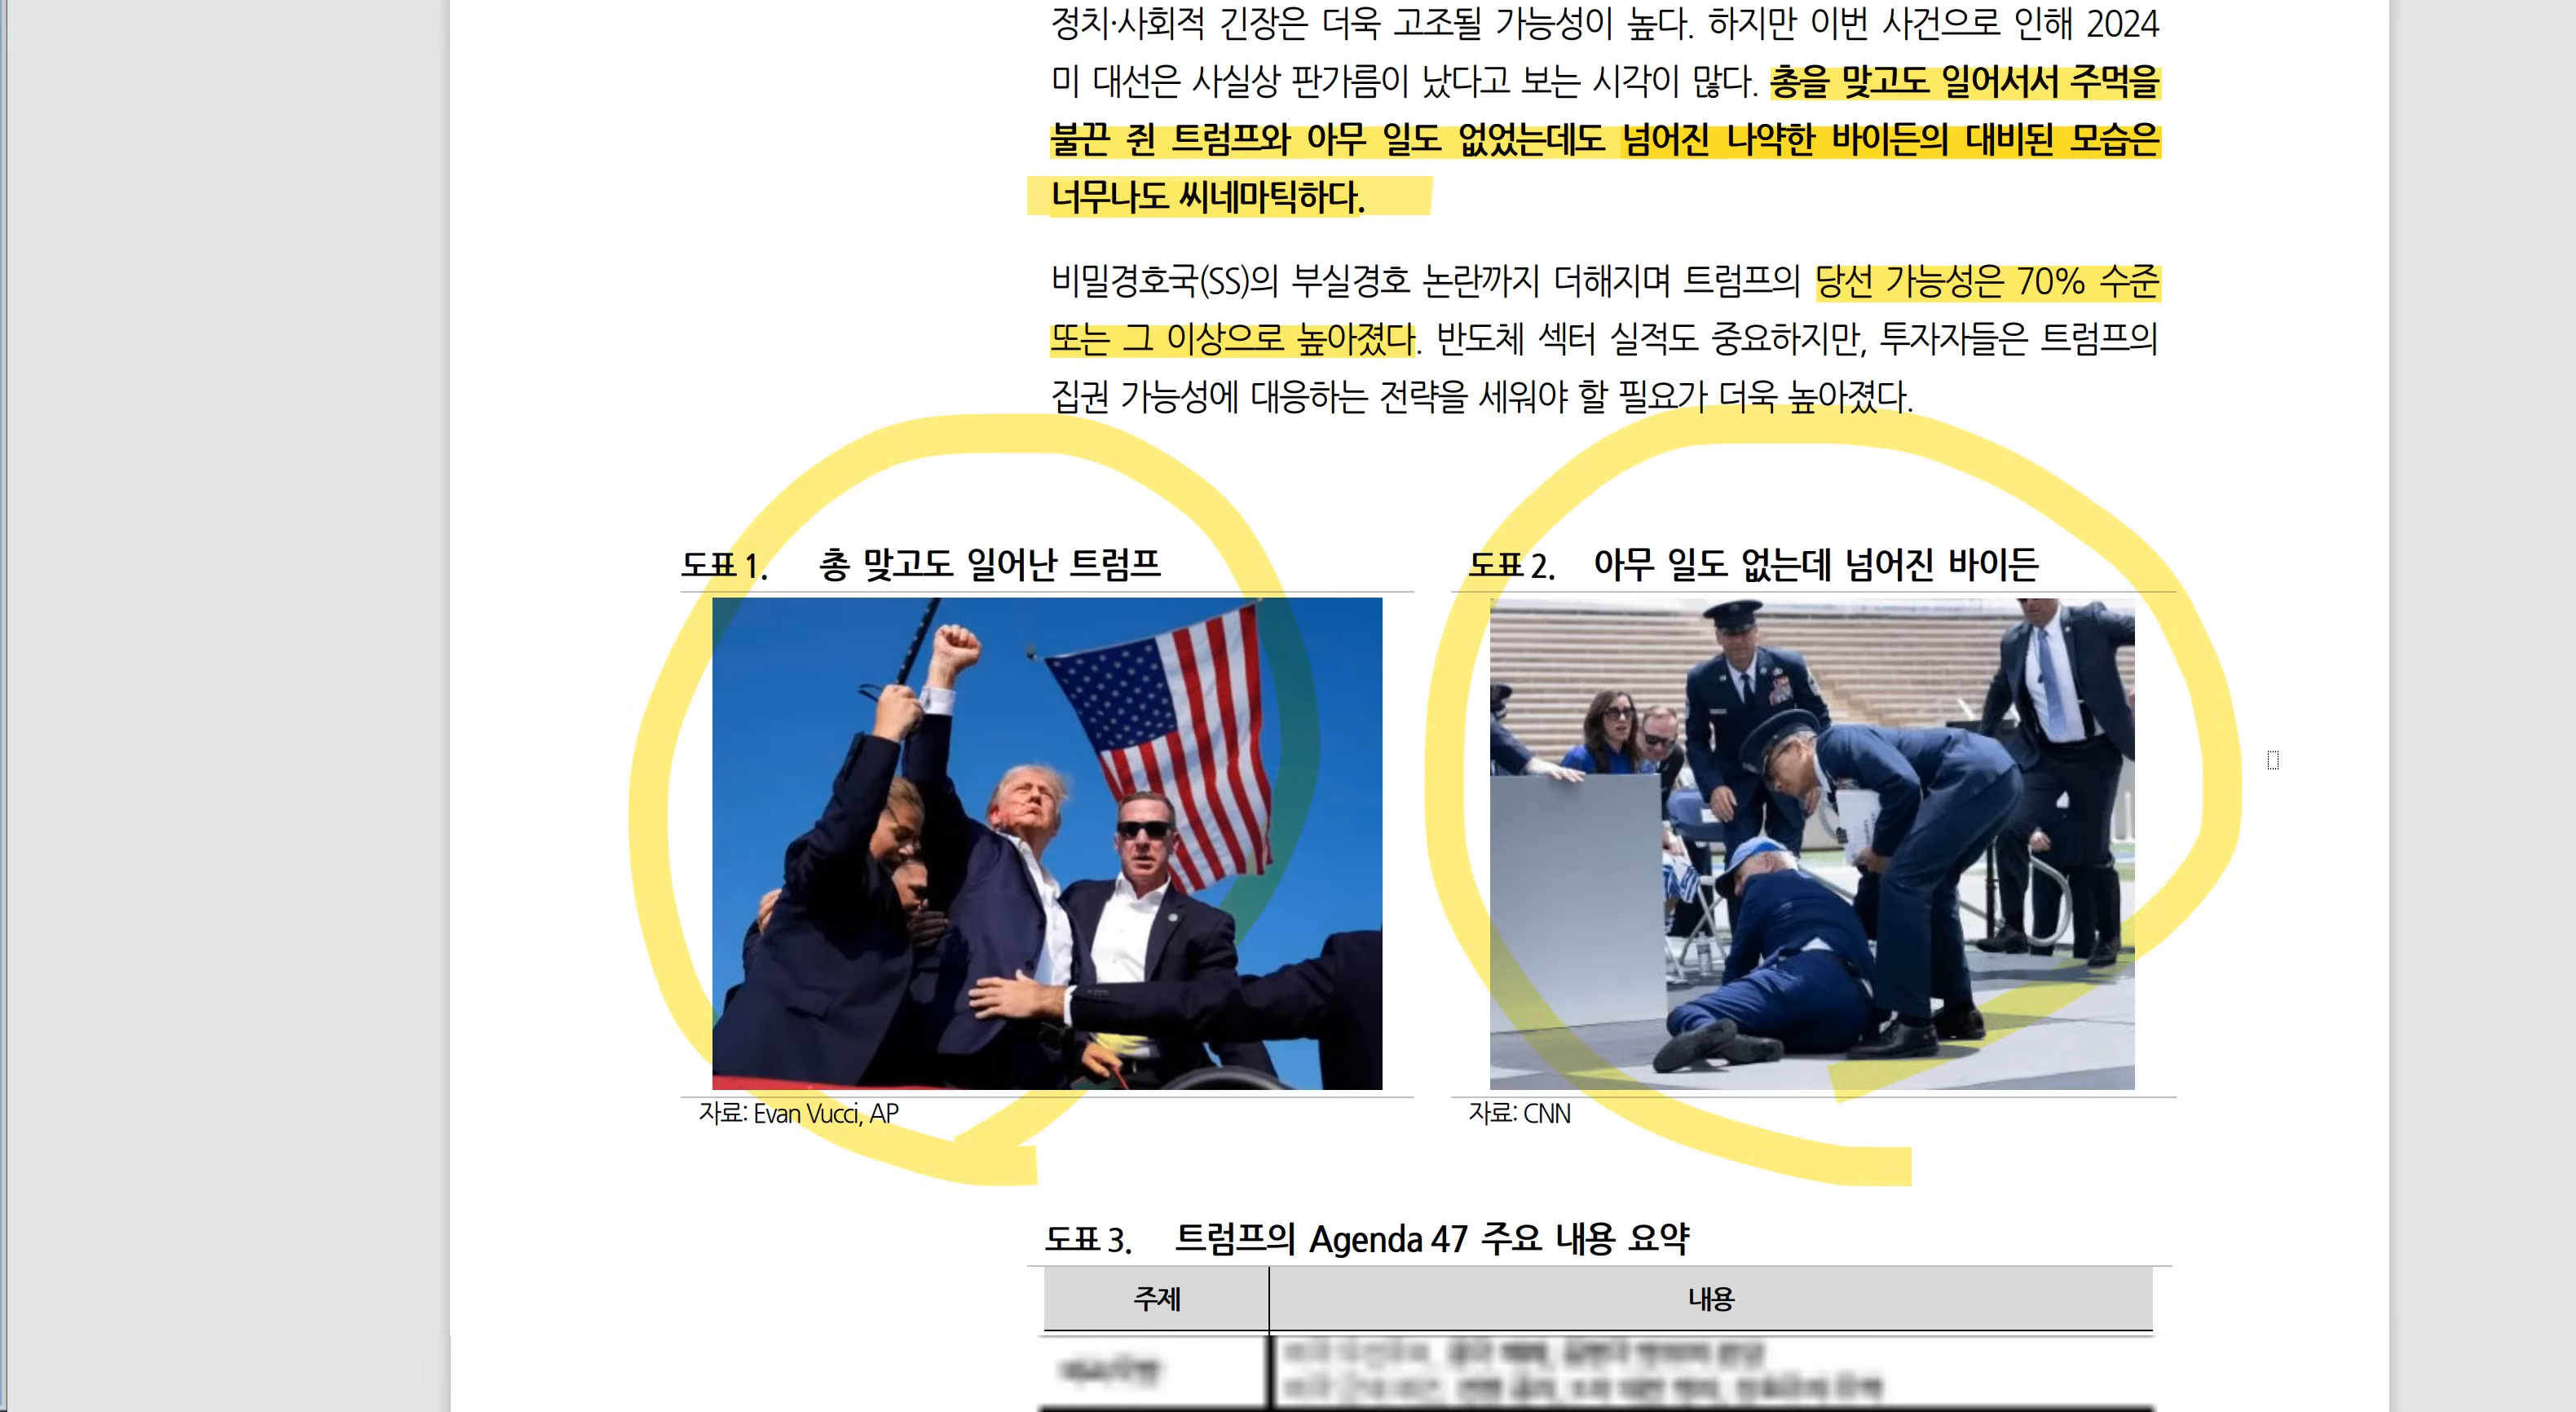 정치·사회적 긴장은 더욱 고조될 가능성이 높다. 하지만 이번 사건으로 인해 2024
미 대선은 사실상 판가름이 났다고 보는 시각이 많다. 총을 맞고도 일어서서 주먹을
불끈 쥔 트럼프와 아무 일도 없었는데도 넘어진 나약한 바이든의 대비된 모습은
너무나도 씨네마틱하다.
비밀경호국(SS)의 부실경호 논란까지 더해지며 트럼프의 당선 가능성은 70% 수준
또는 그 이상으로 높아졌다. 반도체 섹터 실적도 중요하지만, 투자자들은 트럼프의
집권 가능성에 대응하는 전략을 세워야 할 필요가 더욱 높아졌다.
도표 1. 총 맞고도 일어난 트럼프
자료: Evan Vucci, AP
도표 2. 아무 일도 없는데 넘어진 바이든
자료: CNN
도표 3. 트럼프의 Agenda 47 주요 내용 요약
주제 내용